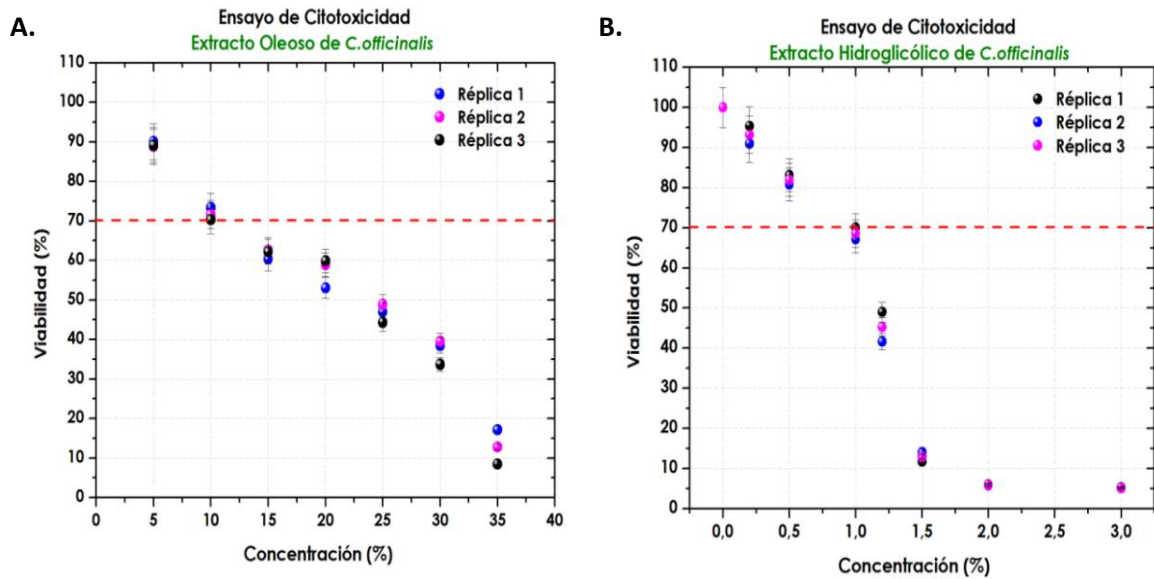 A.
Ensayo de Citotoxicidad
Extracto Oleoso de C.officinalis
110
100
90
80
70
60
50
40
30
20
10
0
Viabilidad (%)
Réplica 1
Réplica 2
Réplica 3
0 5 10 15 20 25 30 35 40
Concentración (%)
B.
Ensayo de Citotoxicidad
Extracto Hidroglicólico de C.officinalis
110
100
90
80
70
60
50
40
30
20
10
0
Viabilidad (%)
Réplica 1
Réplica 2
Réplica 3
0,0 0,5 1,0 1,5 2,0 2,5 3,0
Concentración (%)